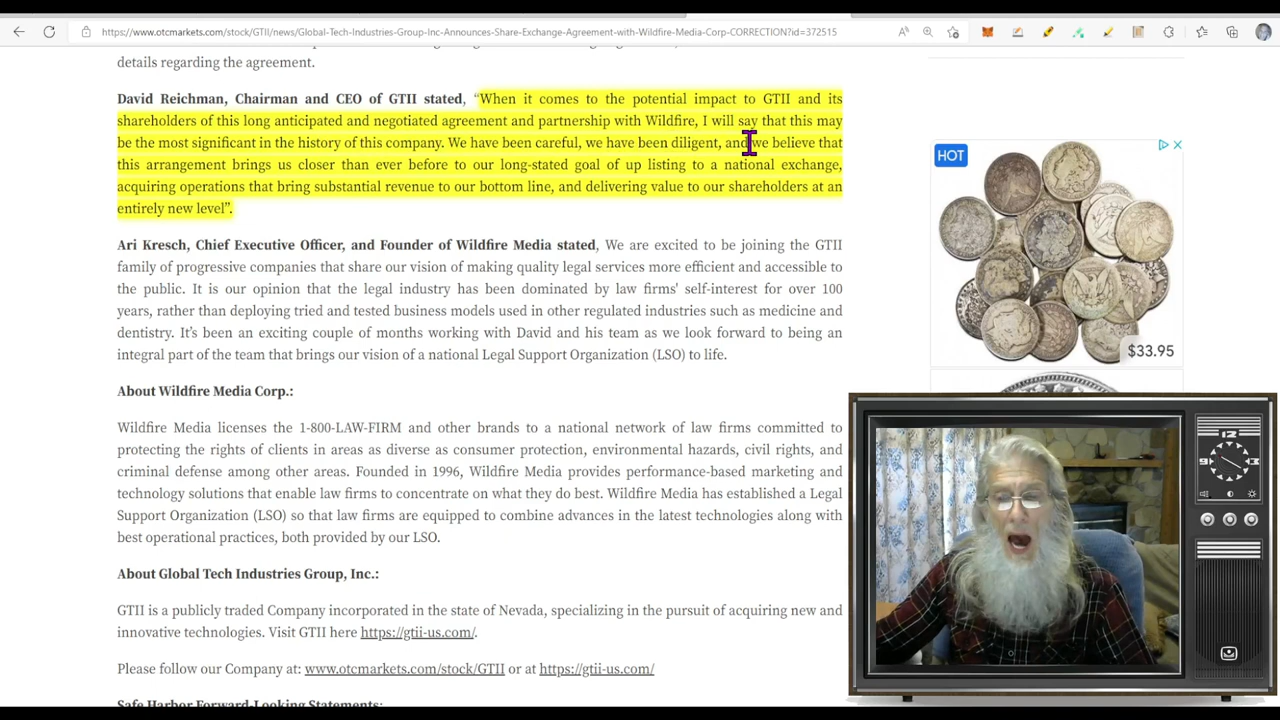 https://www.otcmarkets.com/stock/GTII/news/Global-Tech-Industries-Group-Inc-Announces-Share-Exchange-Agreement-with-Wildfire-Media-Corp-CORRECTION?id=372515
details regarding the agreement.
David Reichman, Chairman and CEO of GTII stated, “When it comes to the potential impact to GTII and its
shareholders of this long anticipated and negotiated agreement and partnership with Wildfire, I will say that this may
be the most significant in the history of this company. We have been careful, we have been diligent, and we believe that
this arrangement brings us closer than ever before to our long-stated goal of up listing to a national exchange,
acquiring operations that bring substantial revenue to our bottom line, and delivering value to our shareholders at an
entirely new level”.
HOT
$33.95
Ari Kresch, Chief Executive Officer, and Founder of Wildfire Media stated, We are excited to be joining the GTII
family of progressive companies that share our vision of making quality legal services more efficient and accessible to
the public. It is our opinion that the legal industry has been dominated by law firms' self-interest for over 100
years, rather than deploying tried and tested business models used in other regulated industries such as medicine and
dentistry. It’s been an exciting couple of months working with David and his team as we look forward to being an
integral part of the team that brings our vision of a national Legal Support Organization (LSO) to life.
About Wildfire Media Corp.:
Wildfire Media licenses the 1-800-LAW-FIRM and other brands to a national network of law firms committed to
protecting the rights of clients in areas as diverse as consumer protection, environmental hazards, civil rights, and
criminal defense among other areas. Founded in 1996, Wildfire Media provides performance-based marketing and
technology solutions that enable law firms to concentrate on what they do best. Wildfire Media has established a Legal
Support Organization (LSO) so that law firms are equipped to combine advances in the latest technologies along with
best operational practices, both provided by our LSO.
About Global Tech Industries Group, Inc.:
GTII is a publicly traded Company incorporated in the state of Nevada, specializing in the pursuit of acquiring new and
innovative technologies. Visit GTII here https://gtii-us.com/.
Please follow our Company at: www.otcmarkets.com/stock/GTII or at https://gtii-us.com/
Safe Harbor Forward-Looking Statements:
12
9 3